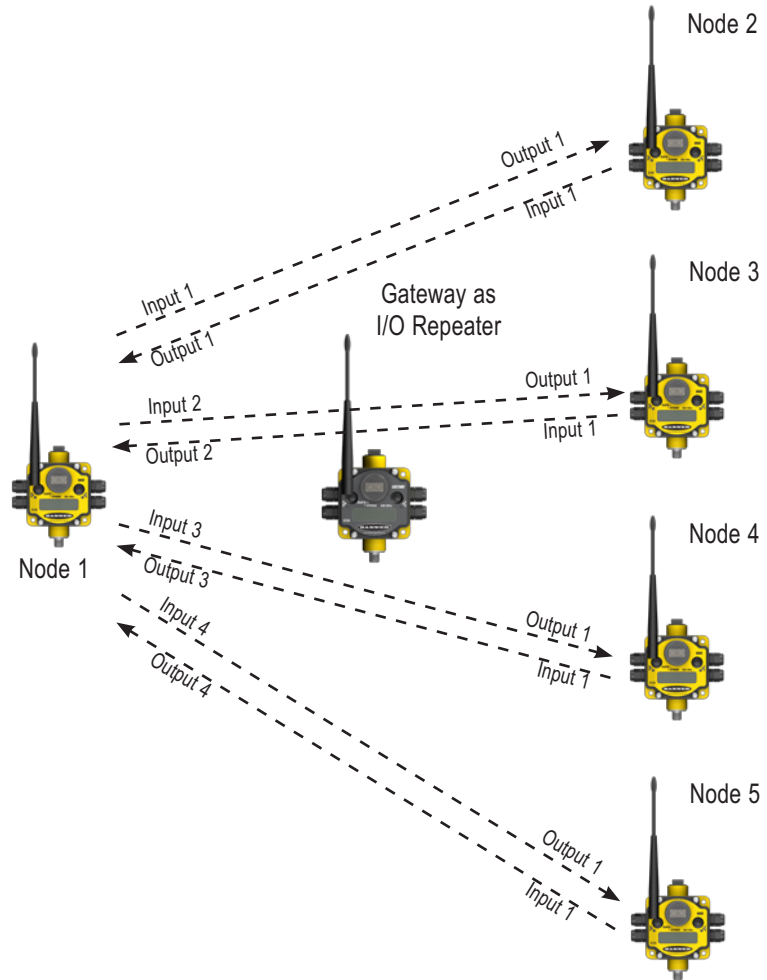 Node 2
Output 1
Input 1
Input 1
Output 1
Node 3
Gateway as
I/O Repeater
Output 1
Input 2
Input 1
Output 2
Node 1
Node 4
Input 3
Output 3
Output 1
Input 1
Input 4
Output 4
Node 5
Output 1
Input 1